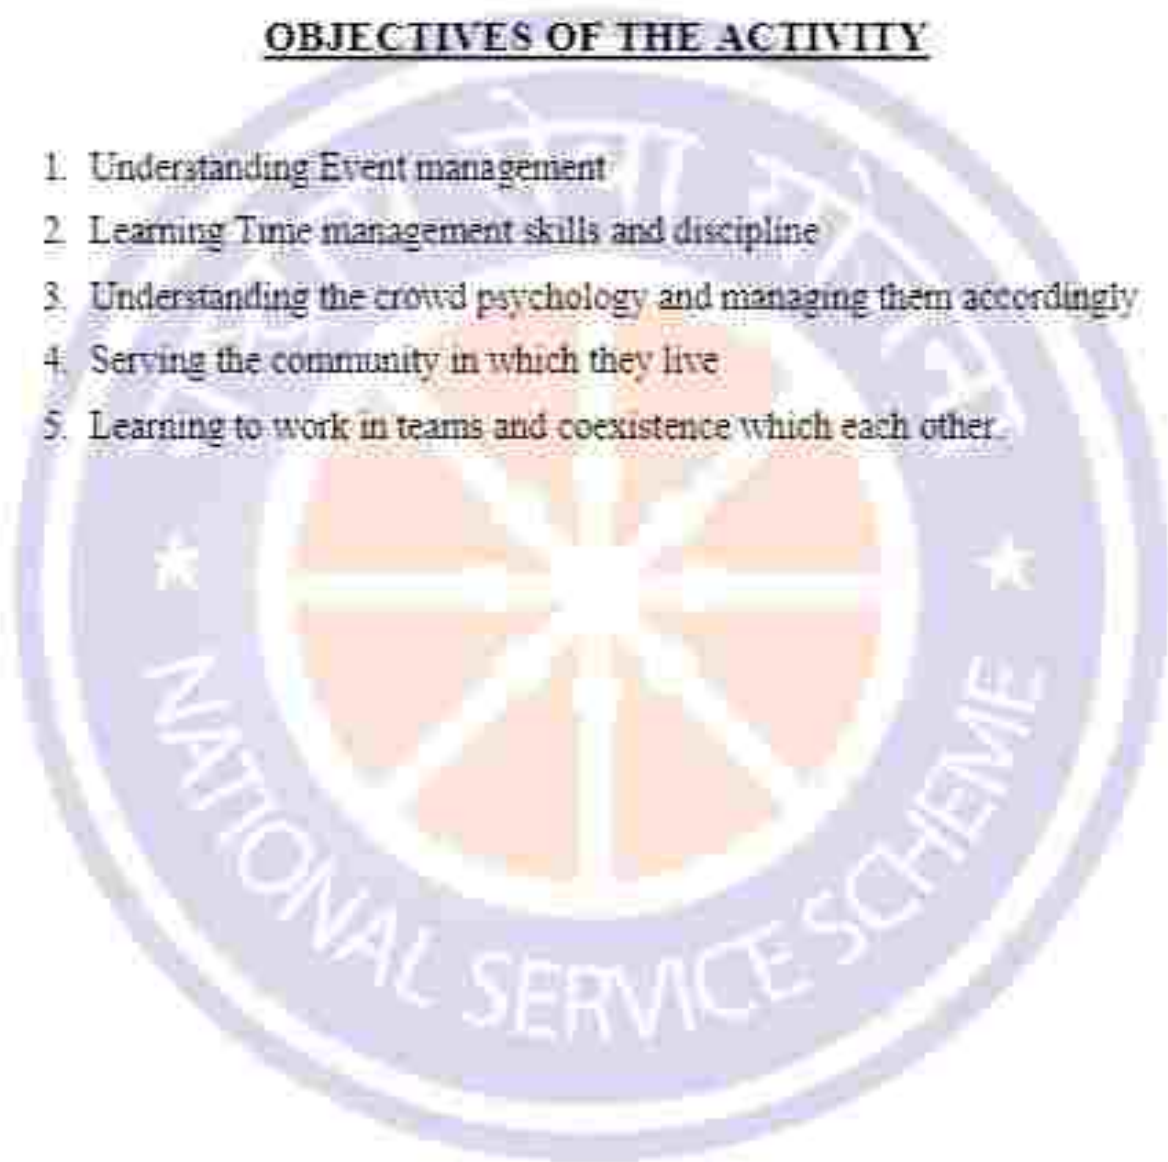 OBJECTIVES OF THE ACTIVITY
1. Understanding Event management
2. Learning Time management skills and discipline
3. Understanding the crowd psychology and managing them accordingly
4. Serving the community in which they live
5. Learning to work in teams and coexistence which each other.
राष्ट्रीय सेवा योजना
NATIONAL SERVICE SCHEME